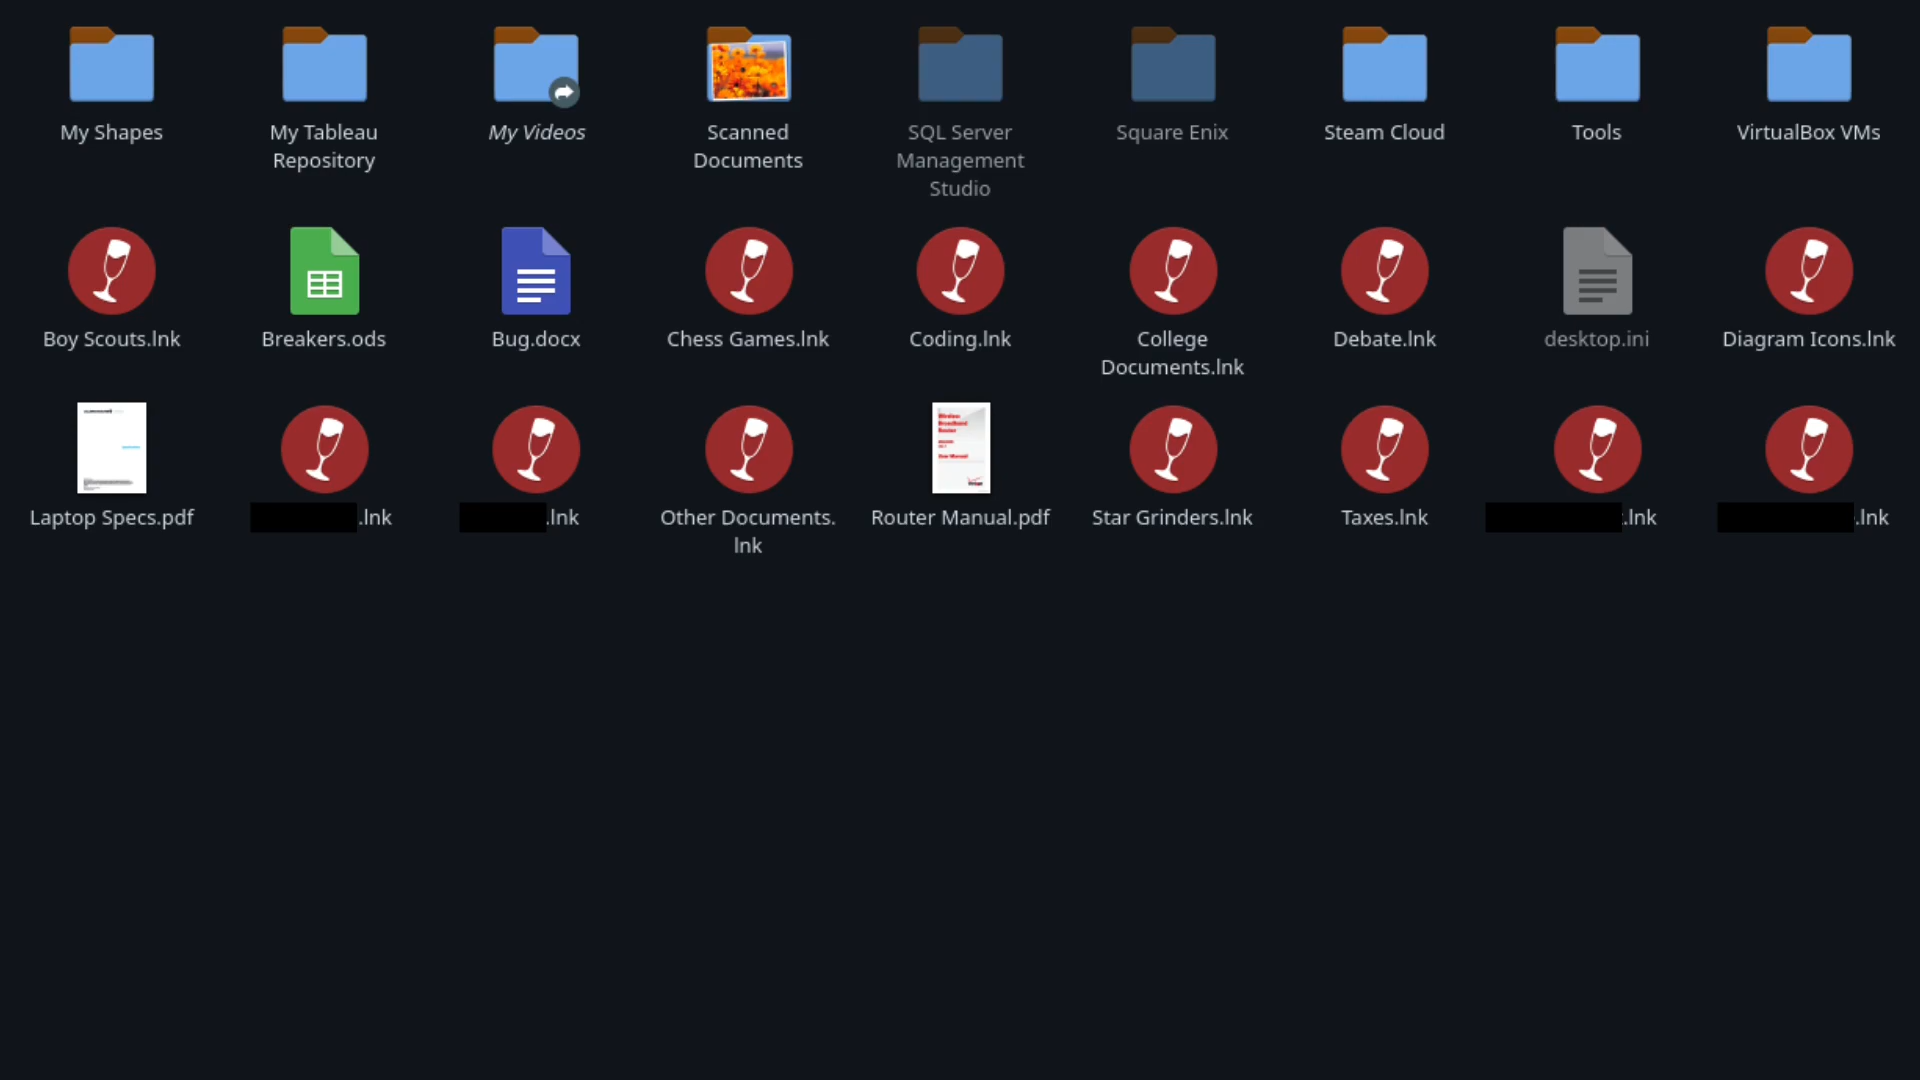 My Shapes
My Tableau
Repository
My Videos
Scanned
Documents
SQL Server
Management
Studio
Square Enix
Steam Cloud
Tools
VirtualBox VMs
Boy Scouts.lnk
Breakers.ods
Bug.docx
Chess Games.lnk
Coding.lnk
College
Documents.lnk
Debate.lnk
desktop.ini
Diagram Icons.lnk
Laptop Specs.pdf
.lnk
.lnk
Other Documents.
lnk
Router Manual.pdf
Star Grinders.lnk
Taxes.lnk
.lnk
.lnk